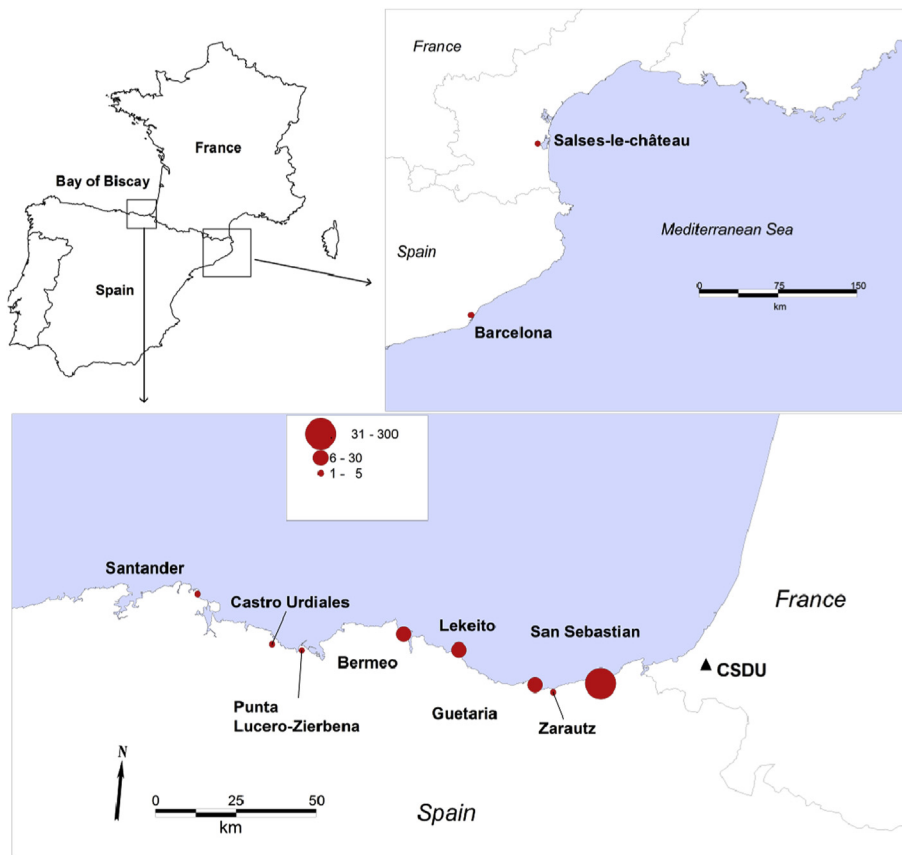 France
Bay of Biscay
Spain
France
Salses-le-château
Mediterranean Sea
Spain
0 75 150
km
Barcelona
31 - 300
6 - 30
1 - 5
Santander
Castro Urdiales
Lekeito
San Sebastian
France
Bermeo
CSDU
Punta
Lucero-Zierbena
Guetaria
Zarautz
N
0 25 50
km
Spain